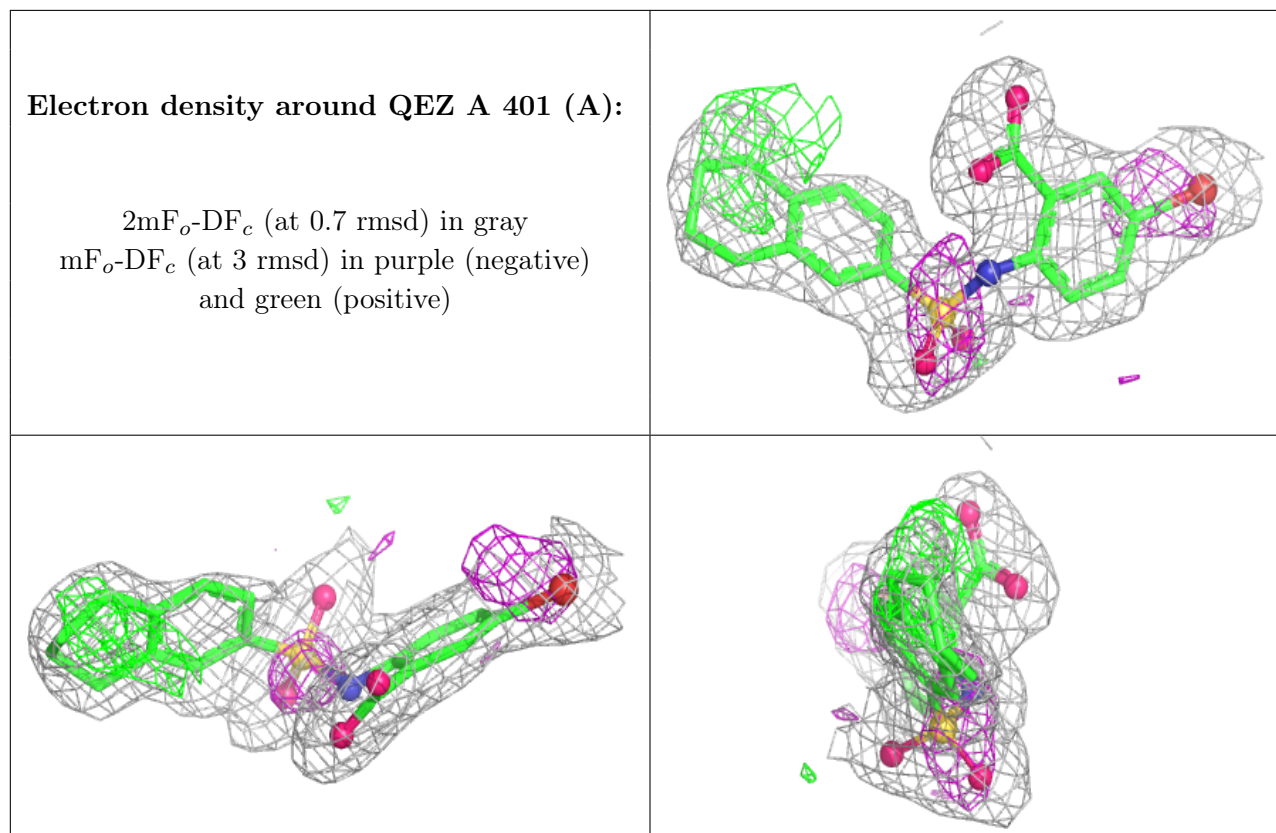 Electron density around QEZ A 401 (A):
2mFo-DFc (at 0.7 rmsd) in gray
mFo-DFc (at 3 rmsd) in purple (negative)
and green (positive)